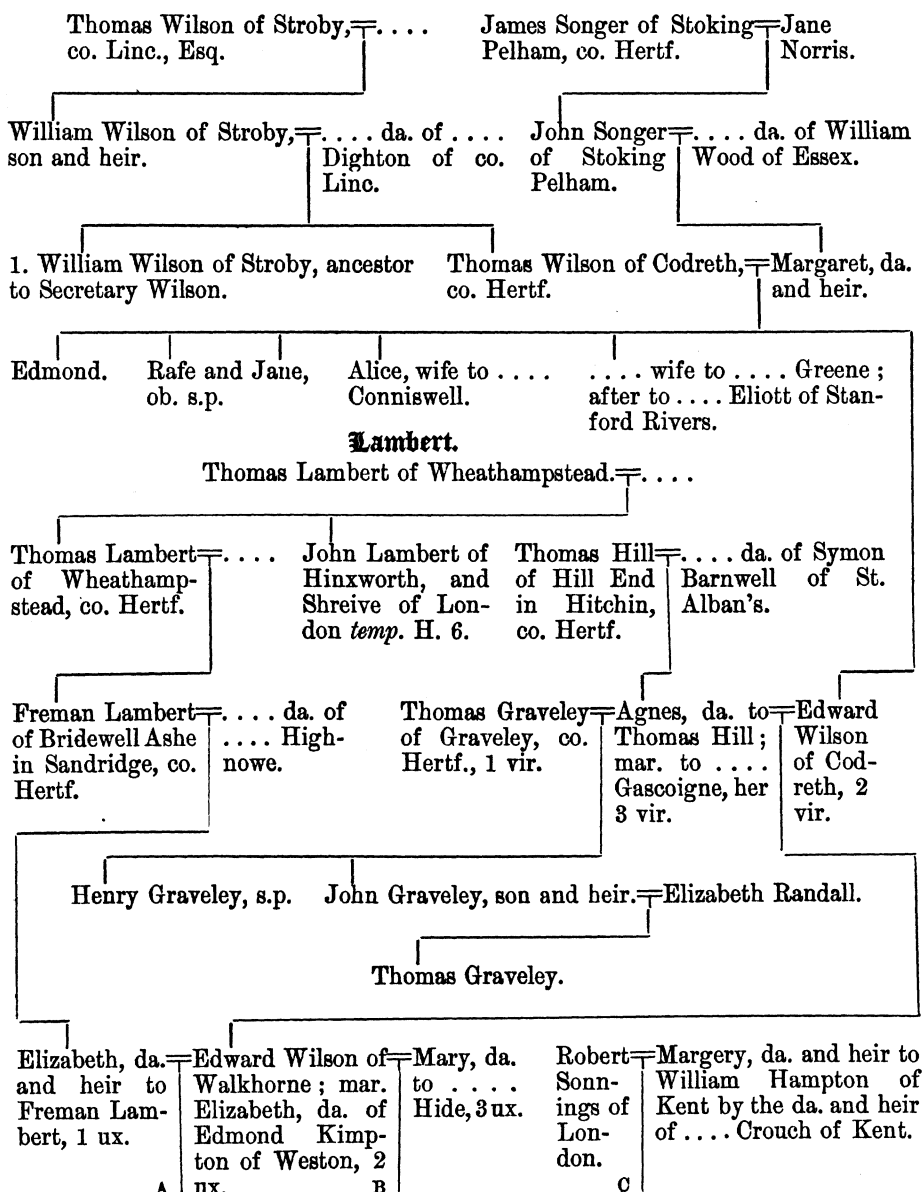 Thomas Wilson of Stroby,=. . . .
co. Linc., Esq.
James Songer of Stoking=Jane
Pelham, co. Hertf. Norris.
William Wilson of Stroby,=. . . . da. of . . . .
son and heir. Dighton of co.
Linc.
John Songer=. . . . da. of William
of Stoking Wood of Essex.
Pelham.
1. William Wilson of Stroby, ancestor
to Secretary Wilson.
Thomas Wilson of Codreth,=Margaret, da.
co. Hertf. and heir.
Edmond.
Rafe and Jane,
ob. s.p.
Alice, wife to . . . .
Conniswell.
. . . . wife to . . . . Greene ;
after to . . . . Eliott of Stan-
ford Rivers.
Lambert.
Thomas Lambert of Wheathampstead.=. . . .
Thomas Lambert=. . . .
of Wheathamp-
stead, co. Hertf.
John Lambert of
Hinxworth, and
Shreive of Lon-
don temp. H. 6.
Thomas Hill=. . . . da. of Symon
of Hill End Barnwell of St.
in Hitchin, Alban's.
co. Hertf.
Freman Lambert=. . . . da. of
of Bridewell Ashe . . . . High-
in Sandridge, co. nowe.
Hertf.
Thomas Graveley=Agnes, da. to=Edward
of Graveley, co. Thomas Hill ; Wilson
Hertf., 1 vir. mar. to . . . . of Cod-
Gascoigne, her reth, 2
3 vir. vir.
Henry Graveley, s.p.
John Graveley, son and heir.=Elizabeth Randall.
Thomas Graveley.
Elizabeth, da.=Edward Wilson of=Mary, da.
and heir to Walkhorne ; mar. to . . . .
Freman Lam- Elizabeth, da. of Hide, 3 ux.
bert, 1 ux. Edmond Kimp-
ton of Weston, 2
A ux. B
Robert=Margery, da. and heir to
Sonn- William Hampton of
ings of Kent by the da. and heir
Lon- of . . . . Crouch of Kent.
don.
C